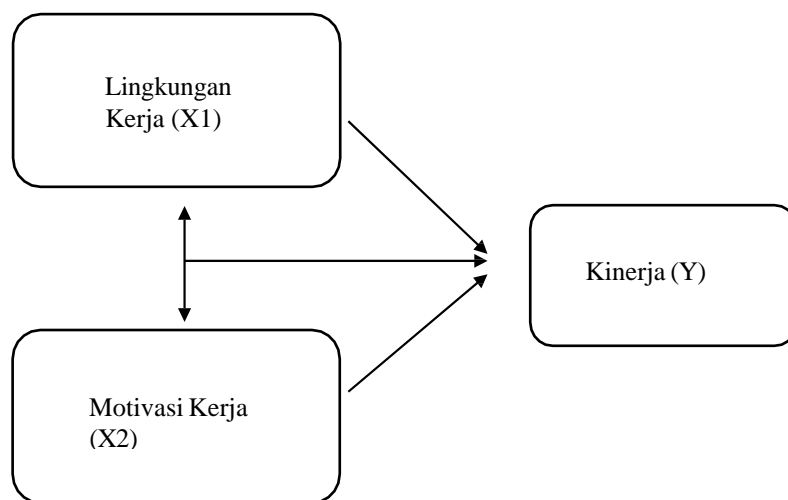 Lingkungan
Kerja (X1)
Kinerja (Y)
Motivasi Kerja
(X2)